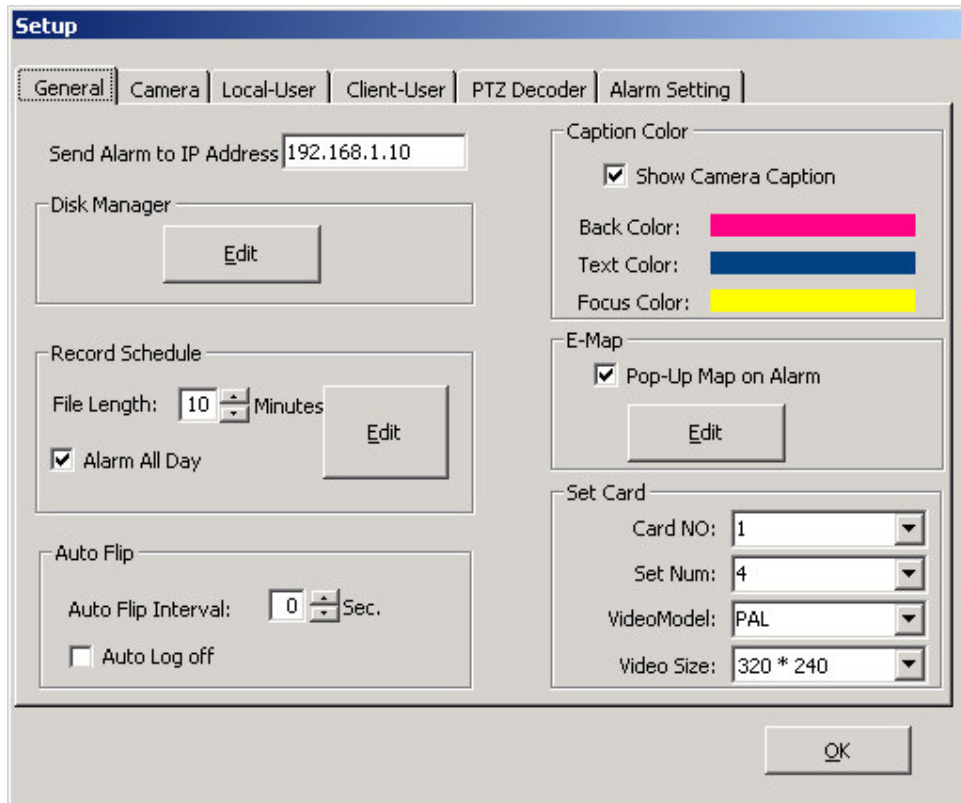 Setup
General Camera Local-User Client-User PTZ Decoder Alarm Setting
Send Alarm to IP Address 192.168.1.10
Disk Manager
Edit
Record Schedule
File Length: 10 Minutes
Edit
Alarm All Day
Auto Flip
Auto Flip Interval: 0 Sec.
Auto Log off
Caption Color
Show Camera Caption
Back Color:
Text Color:
Focus Color:
E-Map
Pop-Up Map on Alarm
Edit
Set Card
Card NO: 1
Set Num: 4
VideoModel: PAL
Video Size: 320 * 240
OK